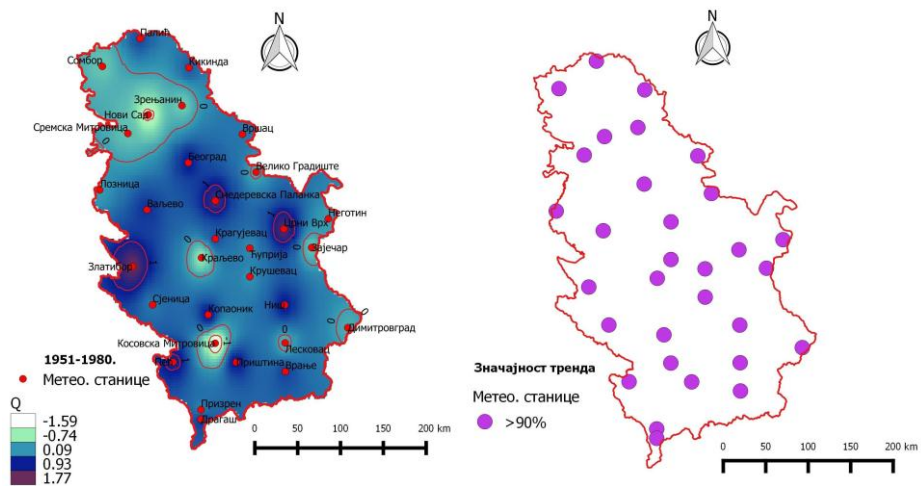 N
Палић
Сомбор
Кикинда
Зрењанин
Нови Сад
Сремска Митровица
Вршац
Београд
Велико Градиште
Лозница
Смедеревска Паланка
Ваљево
Неготин
Црни Врх
Крагујевац
Зајечар
Ћуприја
Краљево
Златибор
Крушевац
Сјеница
Копаоник
Ниш
Димитровград
Косовска Митровица
Лесковац
Пећ
Приштина
Врање
Призрен
Драгаш
1951-1980.
Метео. станице
Q
-1.59
-0.74
0.09
0.93
1.77
0 50 100 150 200 km
N
Значајност тренда
Метео. станице
>90%
0 50 100 150 200 km